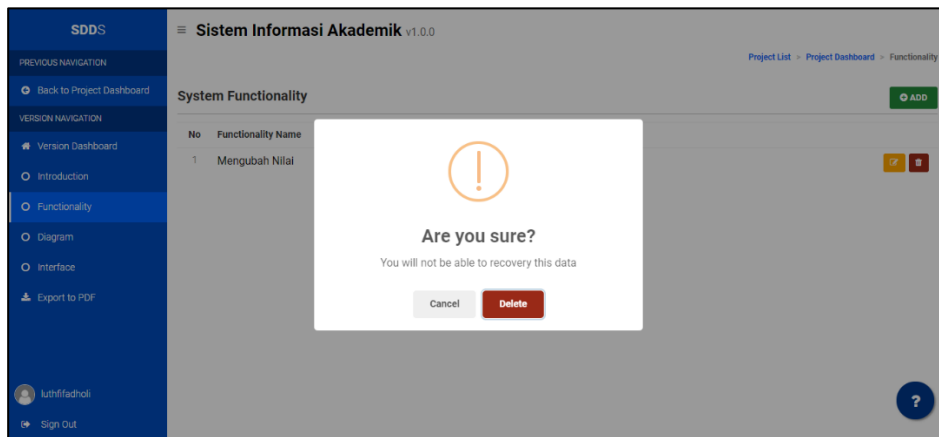 SDDS
PREVIOUS NAVIGATION
Back to Project Dashboard
VERSION NAVIGATION
Version Dashboard
Introduction
Functionality
Diagram
Interface
Export to PDF
luthfifadholi
Sign Out
Sistem Informasi Akademik v1.0.0
Project List > Project Dashboard > Functionality
System Functionality
ADD
No Functionality Name
1 Mengubah Nilai
Are you sure?
You will not be able to recovery this data
Cancel Delete
?